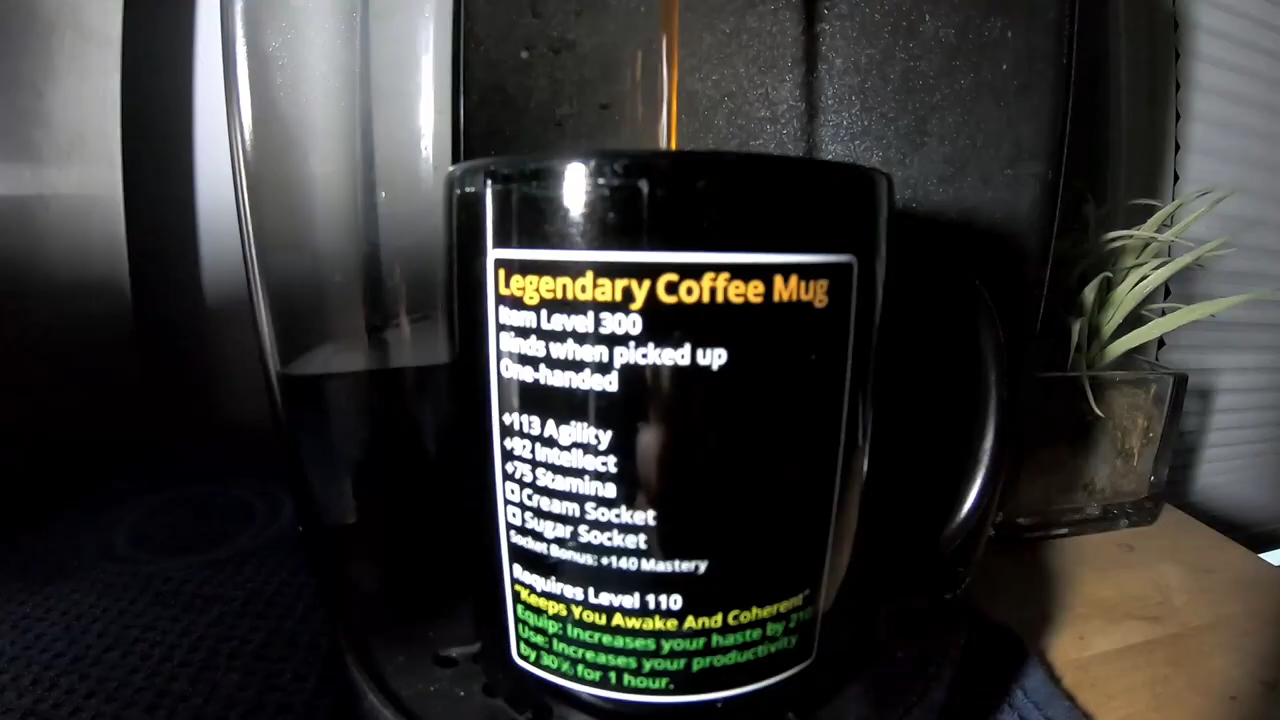 Legendary Coffee Mug
Item Level 300
Binds when picked up
One-handed
+113 Agility
+92 Intellect
+75 Stamina
Cream Socket
Sugar Socket
Socket Bonus: +140 Mastery
Requires Level 110
"Keeps You Awake And Coherent"
Equip: Increases your haste by
Use: Increases your productivity
by 30% for 1 hour.